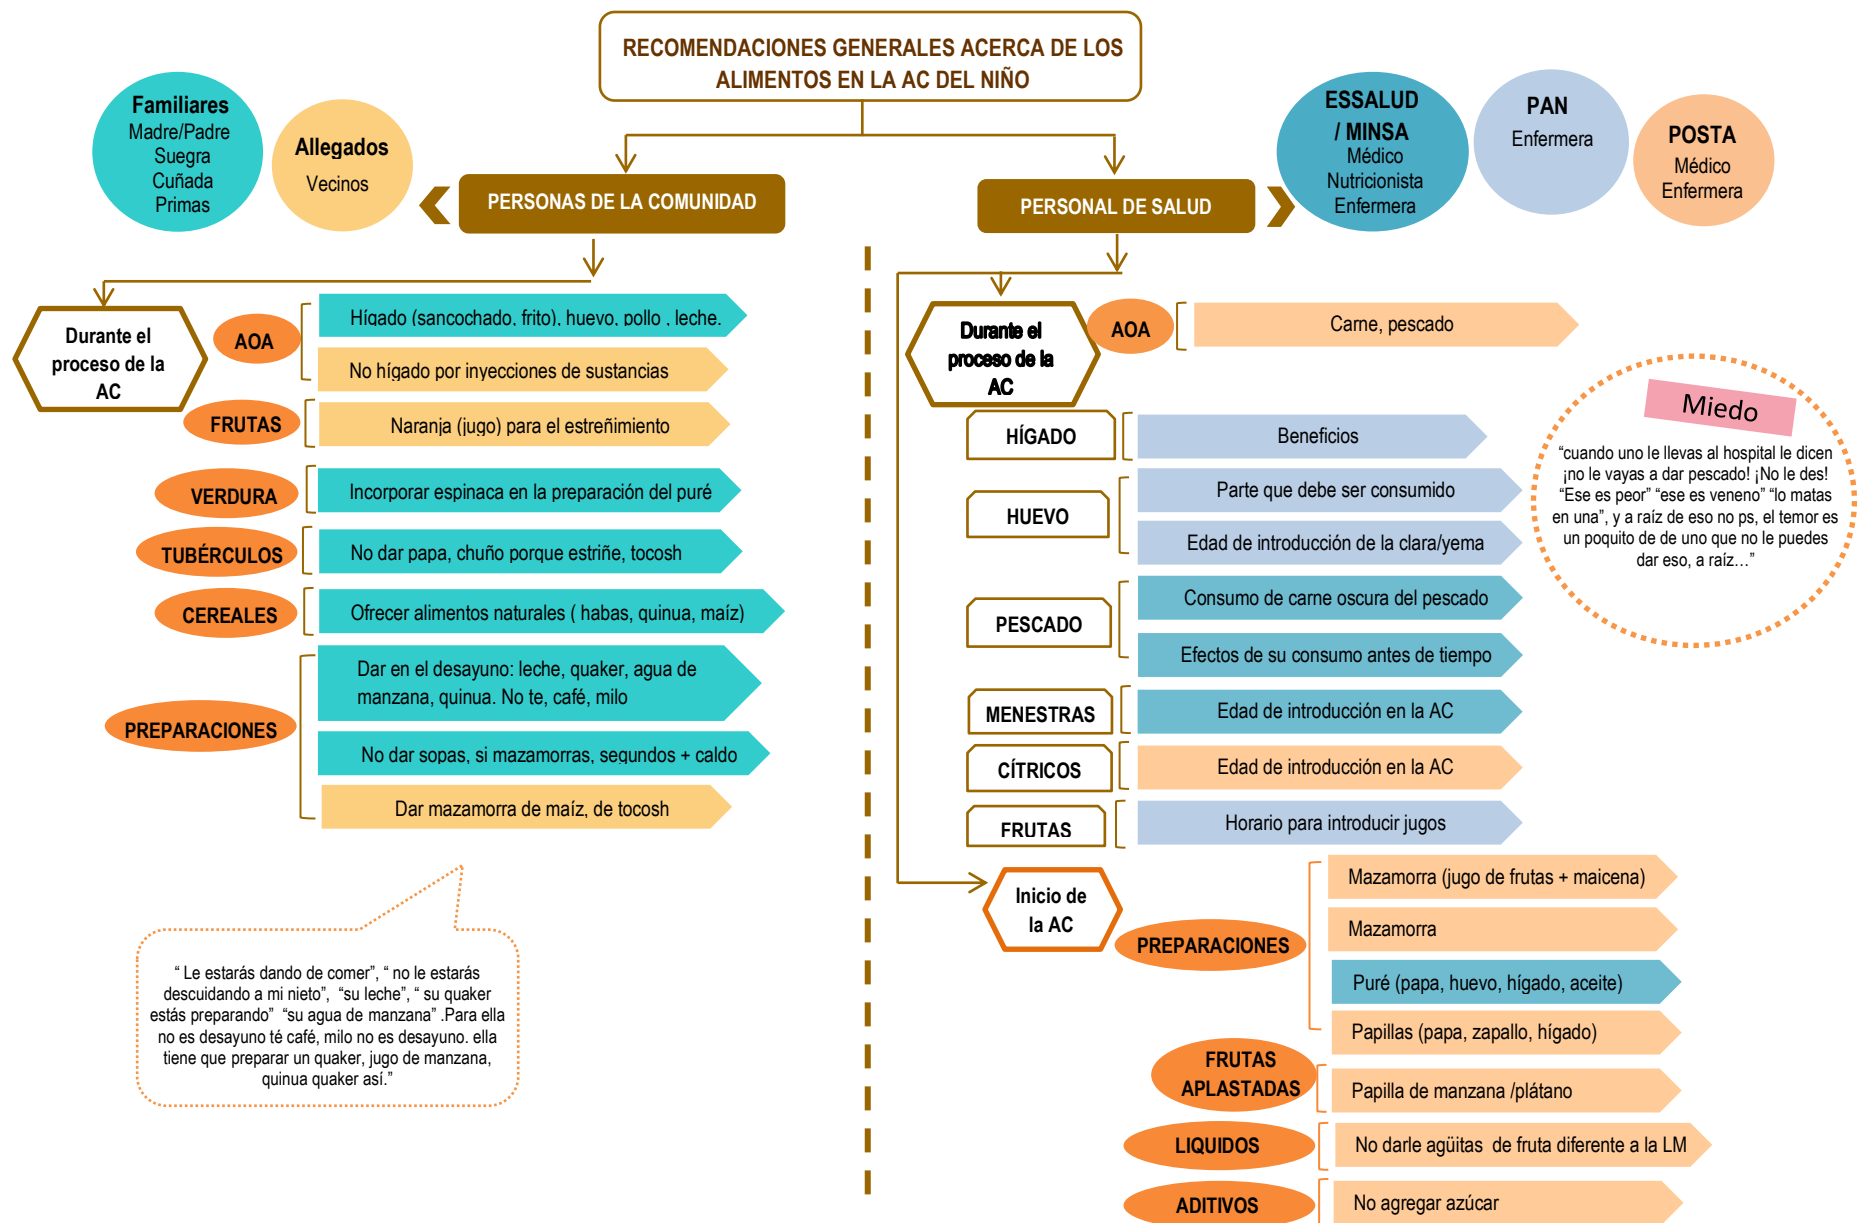 RECOMENDACIONES GENERALES ACERCA DE LOS
ALIMENTOS EN LA AC DEL NIÑO
Familiares
Madre/Padre
Suegra
Cuñada
Primas
Allegados
Vecinos
PERSONAS DE LA COMUNIDAD
PERSONAL DE SALUD
ESSALUD
/ MINSA
Médico
Nutricionista
Enfermera
PAN
Enfermera
POSTA
Médico
Enfermera
Durante el
proceso de la
AC
AOA
Hígado (sancochado, frito), huevo, pollo , leche.
No hígado por inyecciones de sustancias
FRUTAS
Naranja (jugo) para el estreñimiento
VERDURA
Incorporar espinaca en la preparación del puré
TUBÉRCULOS
No dar papa, chuño porque estriñe, tocosh
CEREALES
Ofrecer alimentos naturales ( habas, quinua, maíz)
PREPARACIONES
Dar en el desayuno: leche, quaker, agua de
manzana, quinua. No te, café, milo
No dar sopas, si mazamorras, segundos + caldo
Dar mazamorra de maíz, de tocosh
“ Le estarás dando de comer”, “ no le estarás
descuidando a mi nieto”, “su leche”, “ su quaker
estás preparando” “su agua de manzana” .Para ella
no es desayuno té café, milo no es desayuno. ella
tiene que preparar un quaker, jugo de manzana,
quinua quaker así.”
Durante el
proceso de la
AC
AOA
Carne, pescado
HÍGADO
Beneficios
HUEVO
Parte que debe ser consumido
Edad de introducción de la clara/yema
PESCADO
Consumo de carne oscura del pescado
Efectos de su consumo antes de tiempo
MENESTRAS
Edad de introducción en la AC
CÍTRICOS
Edad de introducción en la AC
FRUTAS
Horario para introducir jugos
Miedo
“cuando uno le llevas al hospital le dicen
¡no le vayas a dar pescado! ¡No le des!
“Ese es peor” “ese es veneno” “lo matas
en una”, y a raíz de eso no ps, el temor es
un poquito de de uno que no le puedes
dar eso, a raíz…”
Inicio de
la AC
PREPARACIONES
Mazamorra (jugo de frutas + maicena)
Mazamorra
Puré (papa, huevo, hígado, aceite)
Papillas (papa, zapallo, hígado)
FRUTAS
APLASTADAS
Papilla de manzana /plátano
LIQUIDOS
No darle agüitas de fruta diferente a la LM
ADITIVOS
No agregar azúcar